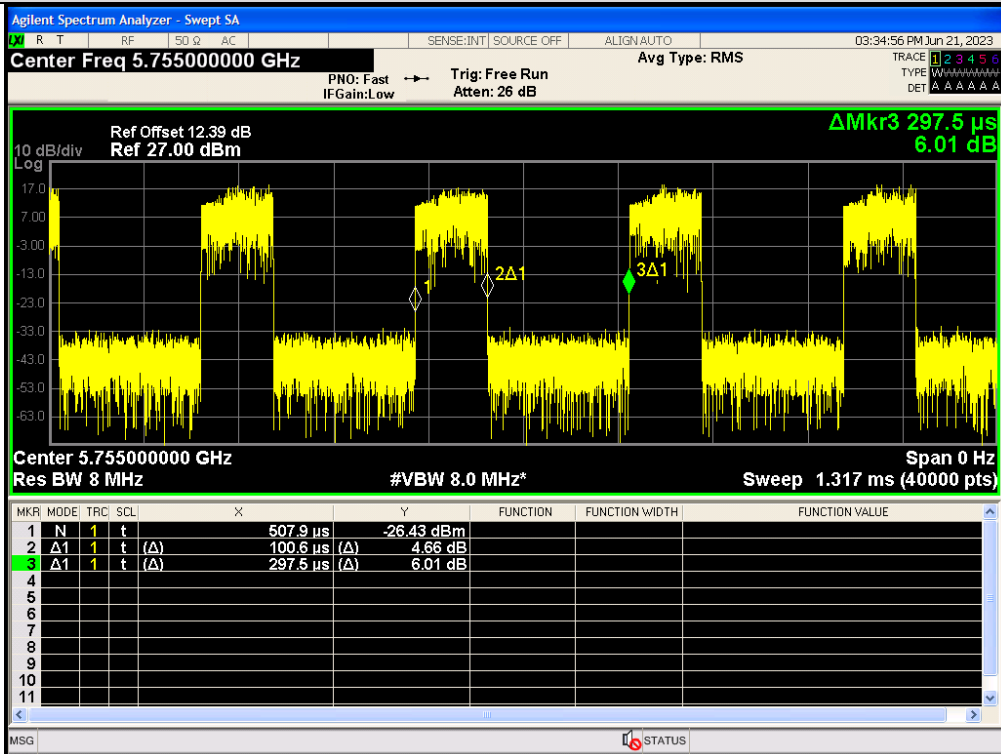 Agilent Spectrum Analyzer - Swept SA
LXI R T RF 50 Ω AC SENSE:INT SOURCE OFF ALIGN AUTO 03:34:56 PM Jun 21, 2023
Center Freq 5.755000000 GHz
Avg Type: RMS
TRACE 1 2 3 4 5 6
PNO: Fast Trig: Free Run
TYPE WWWWWW
IFGain:Low Atten: 26 dB
DET A A A A A A
ΔMkr3 297.5 µs
6.01 dB
Ref Offset 12.39 dB
10 dB/div Ref 27.00 dBm
Log
17.0
7.00
-3.00
-13.0
-23.0
-33.0
-43.0
-53.0
-63.0
1
2Δ1
3Δ1
Center 5.755000000 GHz Span 0 Hz
Res BW 8 MHz #VBW 8.0 MHz* Sweep 1.317 ms (40000 pts)
MKR MODE TRC SCL X Y FUNCTION FUNCTION WIDTH FUNCTION VALUE
1 N 1 t 507.9 µs -26.43 dBm
2 Δ1 1 t (Δ) 100.6 µs (Δ) 4.66 dB
3 Δ1 1 t (Δ) 297.5 µs (Δ) 6.01 dB
4
5
6
7
8
9
10
11
MSG STATUS